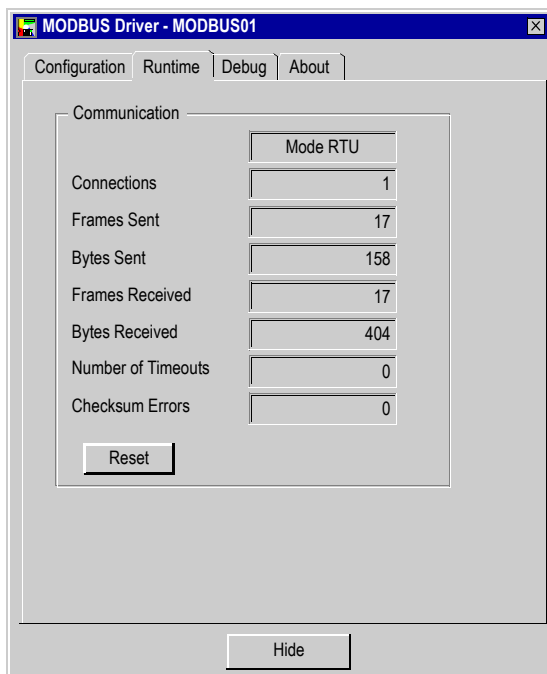 MODBUS Driver - MODBUS01
Configuration Runtime Debug About
Communication
Mode RTU
Connections 1
Frames Sent 17
Bytes Sent 158
Frames Received 17
Bytes Received 404
Number of Timeouts 0
Checksum Errors 0
Reset
Hide